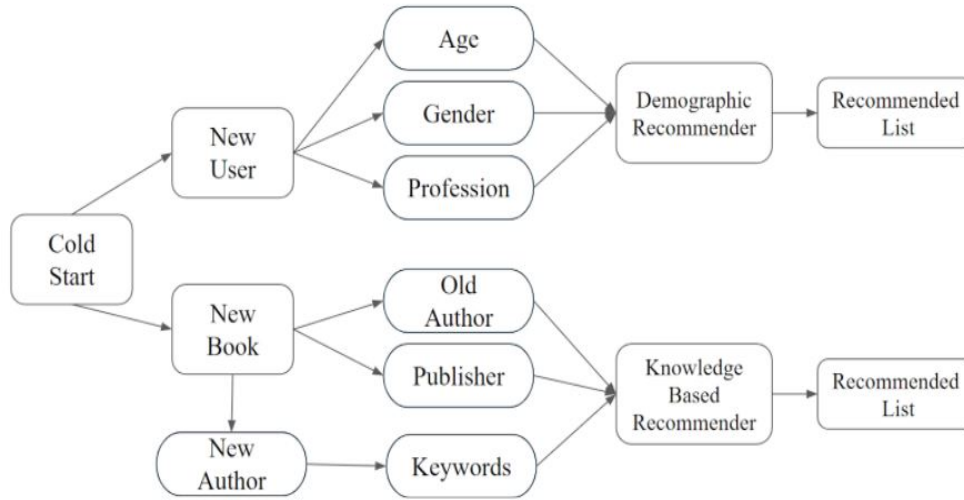 Age
Gender
Profession
New
User
Demographic
Recommender
Recommended
List
Cold
Start
New
Book
Old
Author
Publisher
New
Author
Keywords
Knowledge
Based
Recommender
Recommended
List